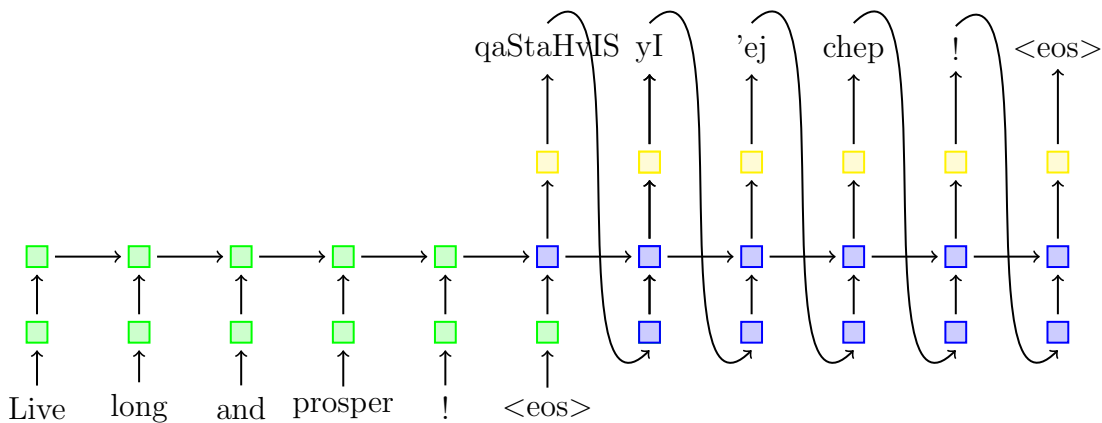 qaStaHvIS yI 'ej chep ! <eos>
Live long and prosper ! <eos>